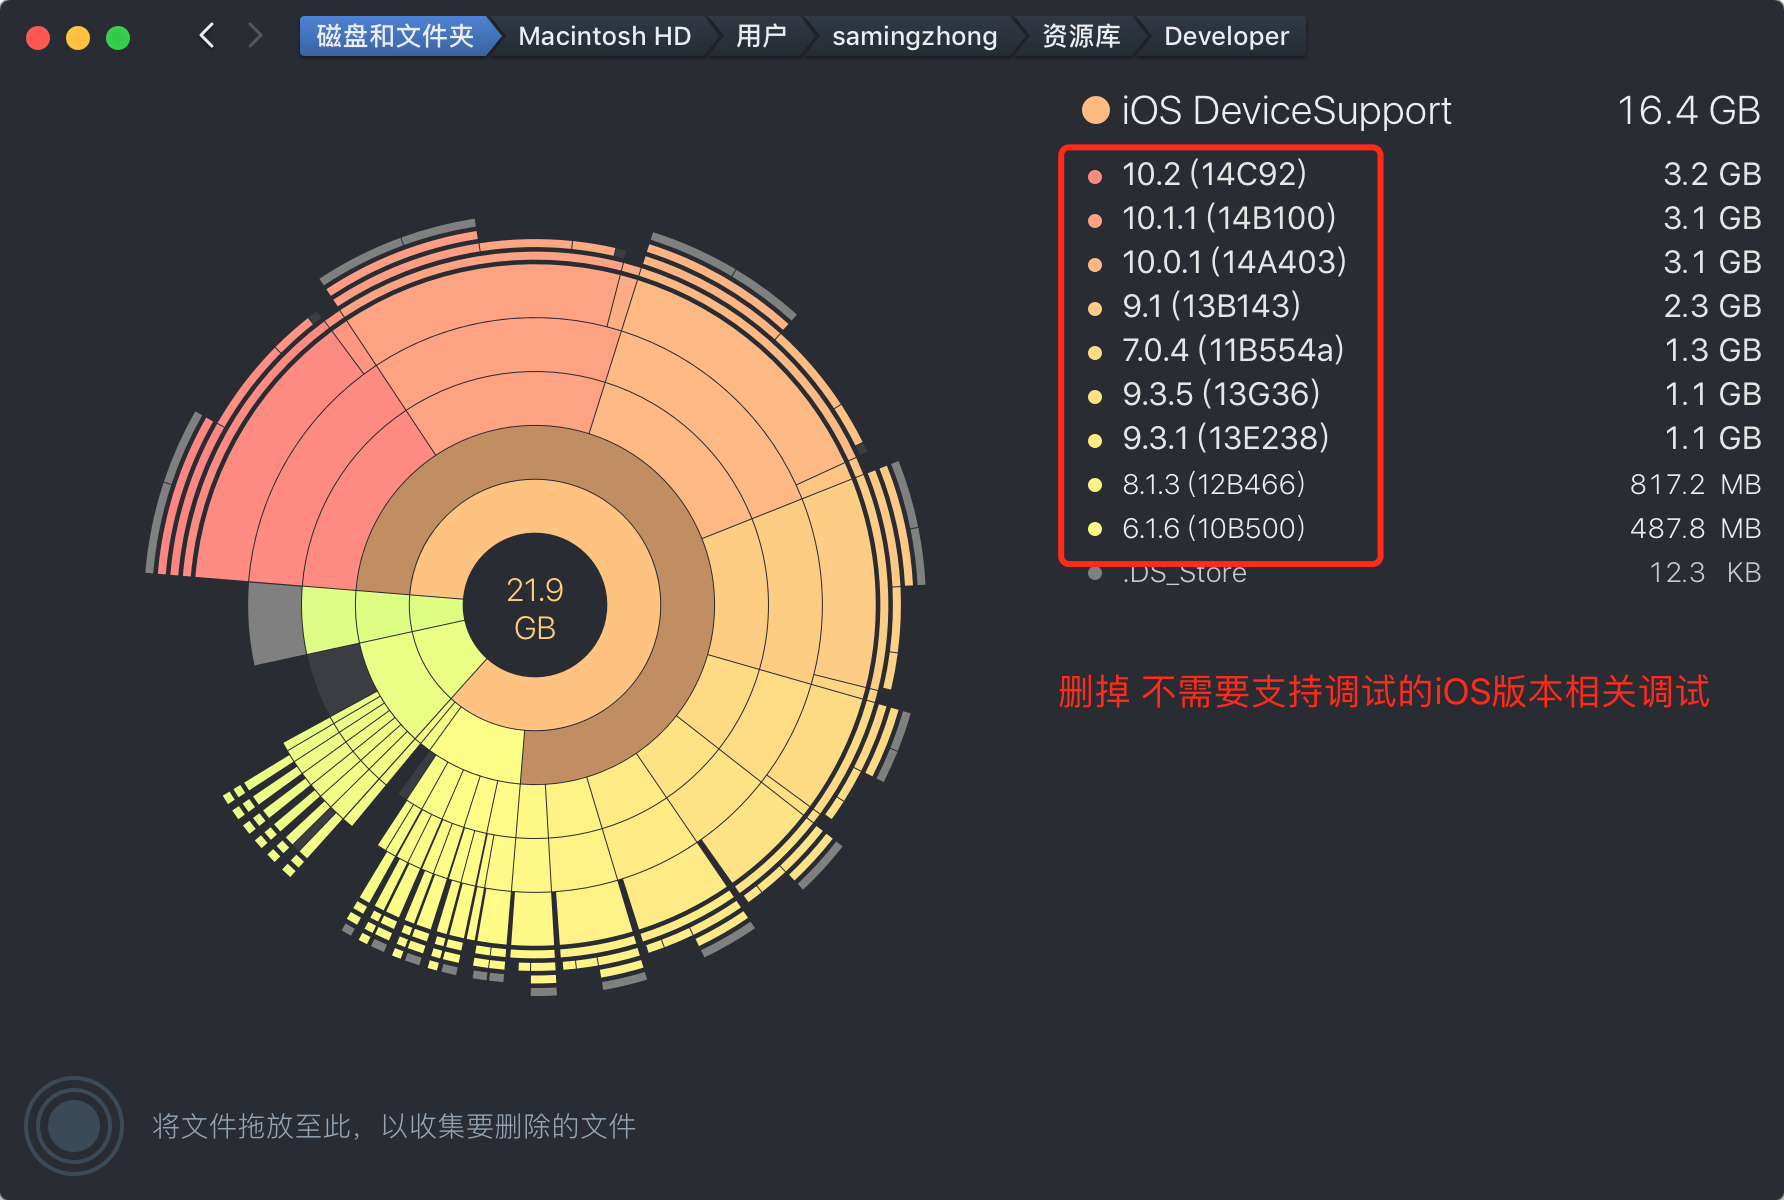 磁盘和文件夹 Macintosh HD 用户 samingzhong 资源库 Developer
iOS DeviceSupport 16.4 GB
10.2 (14C92) 3.2 GB
10.1.1 (14B100) 3.1 GB
10.0.1 (14A403) 3.1 GB
9.1 (13B143) 2.3 GB
7.0.4 (11B554a) 1.3 GB
9.3.5 (13G36) 1.1 GB
9.3.1 (13E238) 1.1 GB
8.1.3 (12B466) 817.2 MB
6.1.6 (10B500) 487.8 MB
.DS_Store 12.3 KB
21.9
GB
删掉 不需要支持调试的iOS版本相关调试
将文件拖放至此，以收集要删除的文件